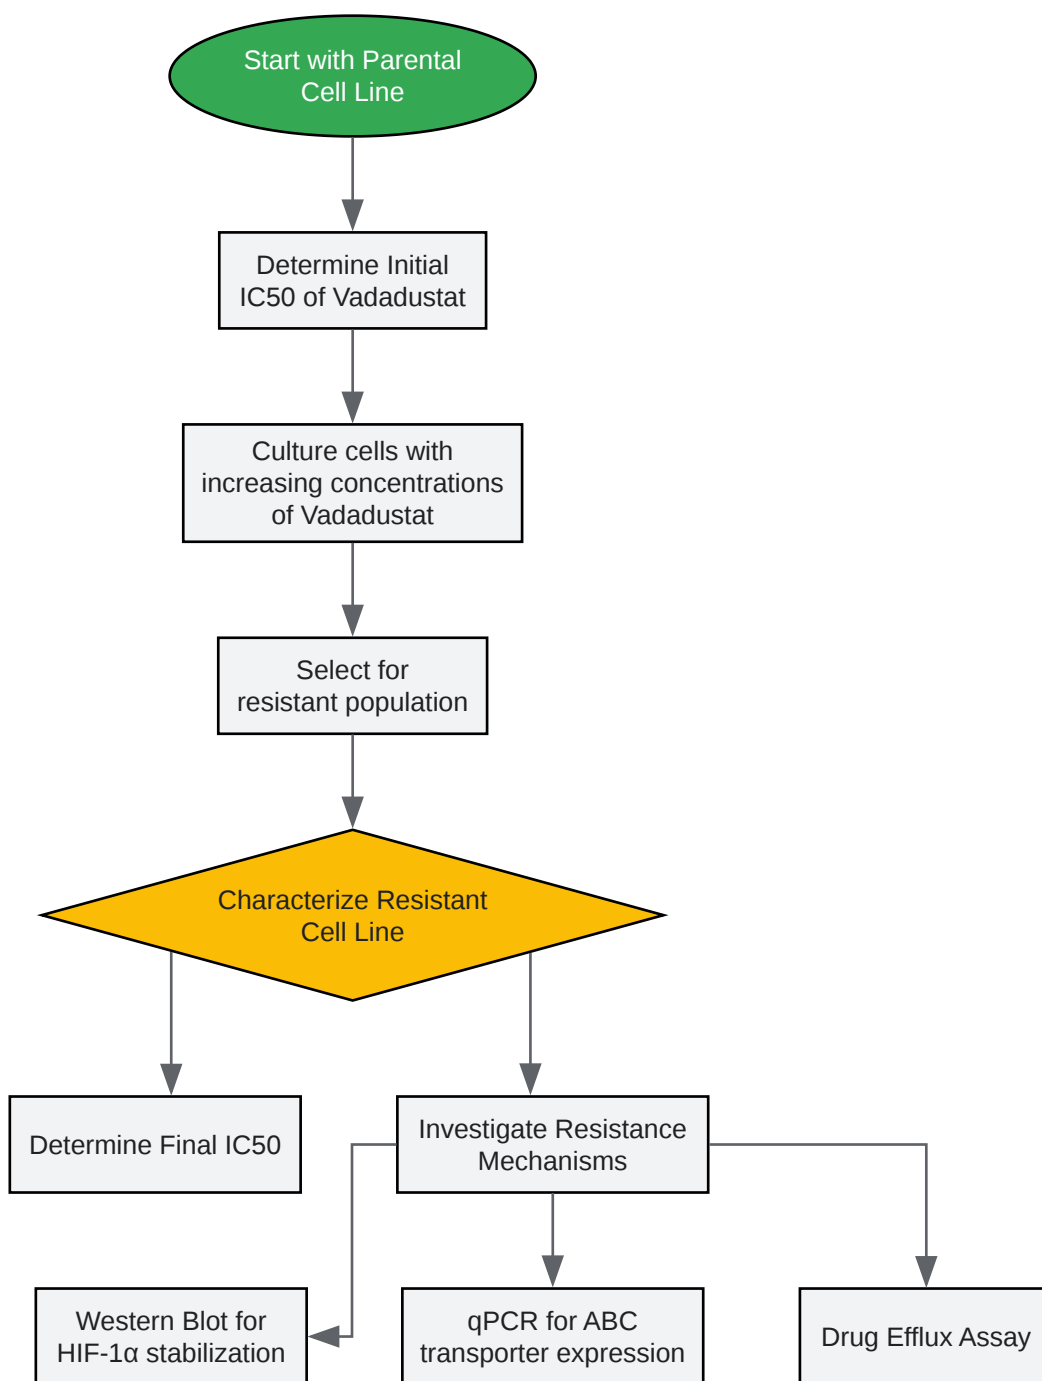 Start with Parental
Cell Line
Determine Initial
IC50 of Vadadustat
Culture cells with
increasing concentrations
of Vadadustat
Select for
resistant population
Characterize Resistant
Cell Line
Determine Final IC50
Investigate Resistance
Mechanisms
Western Blot for
HIF-1α stabilization
qPCR for ABC
transporter expression
Drug Efflux Assay